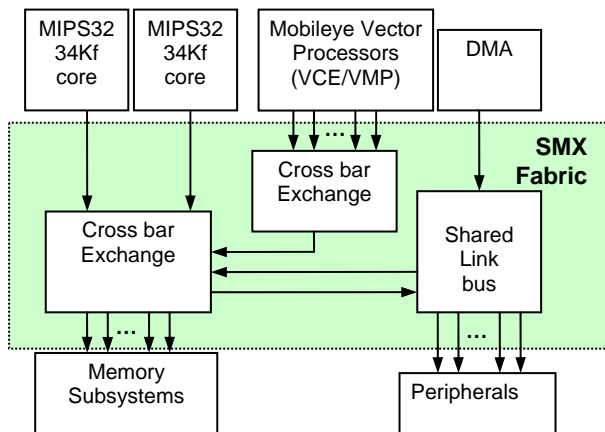 MIPS32
34Kf
core
MIPS32
34Kf
core
Mobileye Vector
Processors
(VCE/VMP)
DMA
...
SMX
Fabric
Cross bar
Exchange
Cross bar
Exchange
Shared
Link
bus
...
...
Memory
Subsystems
Peripherals